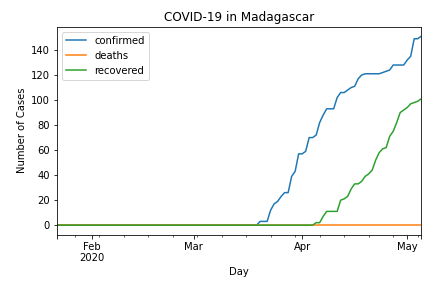 COVID-19 in Madagascar
confirmed
deaths
recovered
Number of Cases
140
120
100
80
60
40
20
0
Feb
2020
Mar
Apr
May
Day